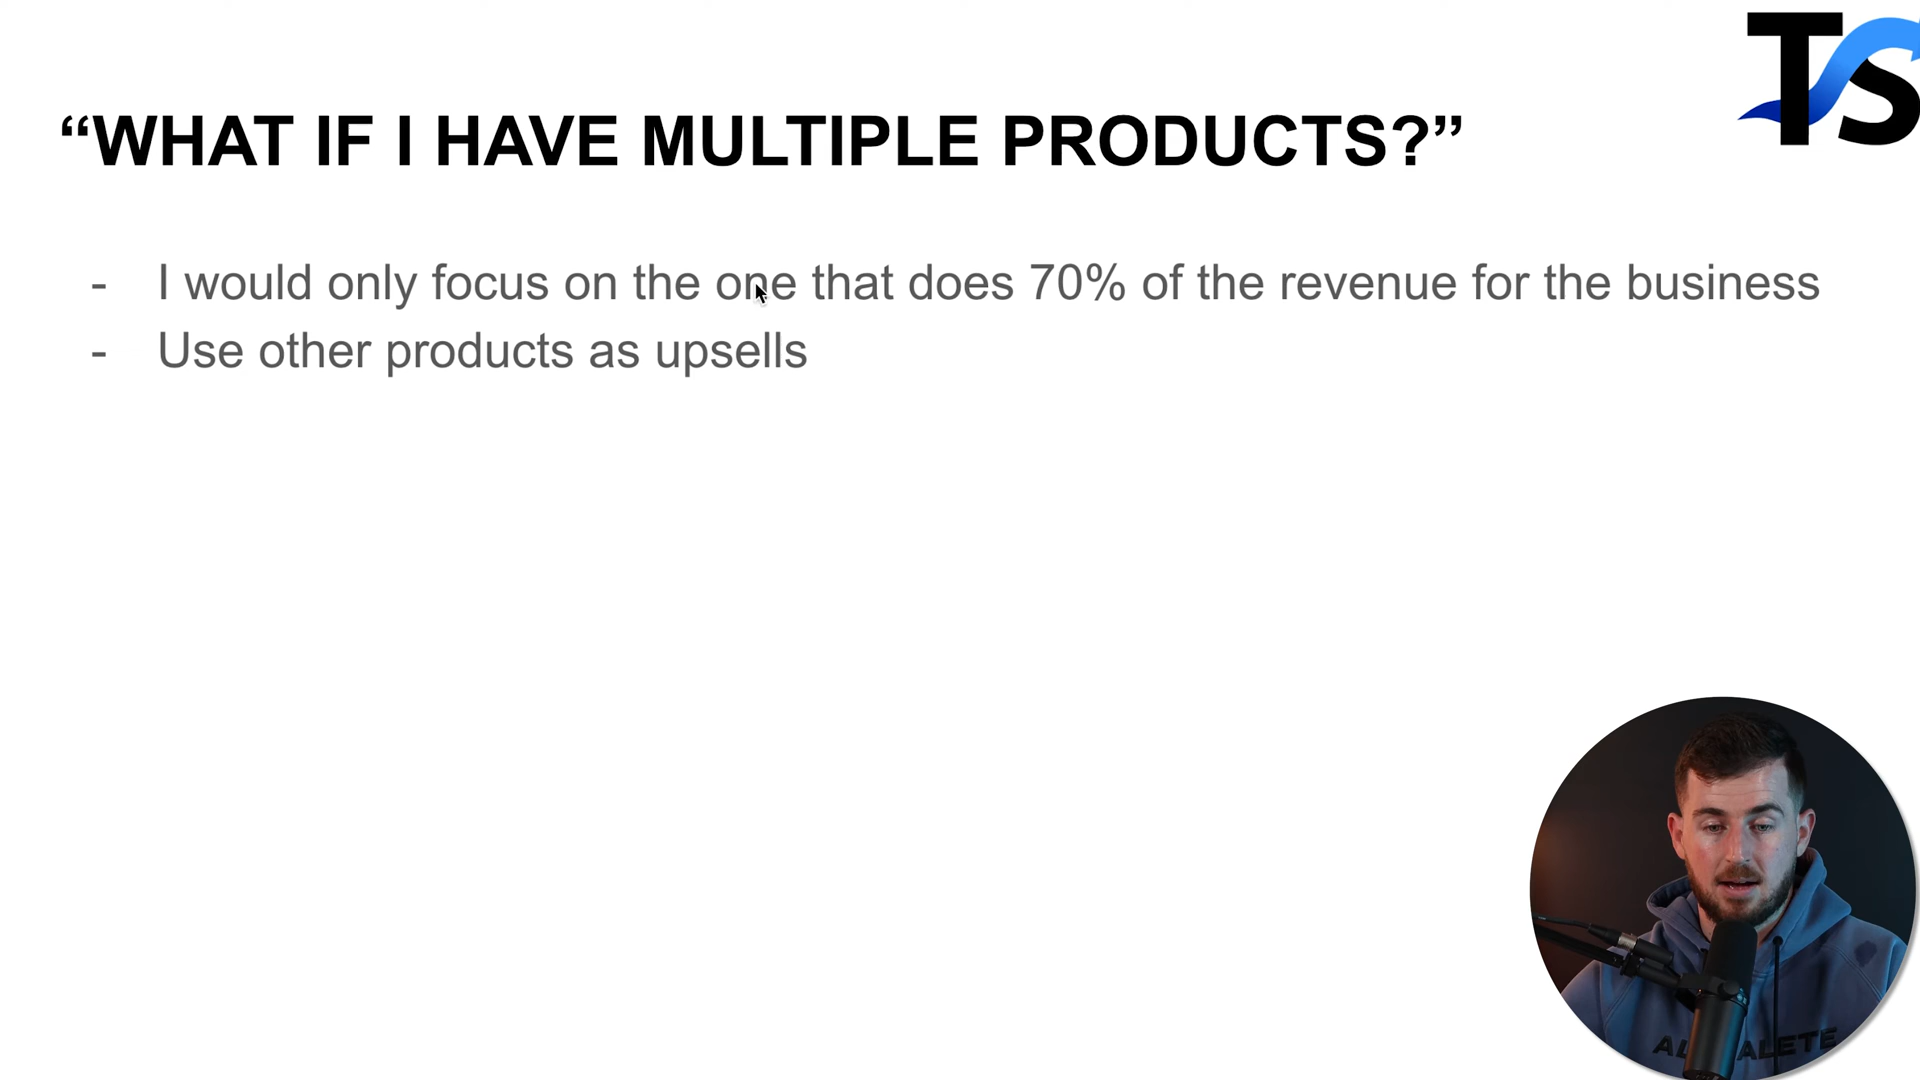 TS
“WHAT IF I HAVE MULTIPLE PRODUCTS?”
- I would only focus on the one that does 70% of the revenue for the business
- Use other products as upsells